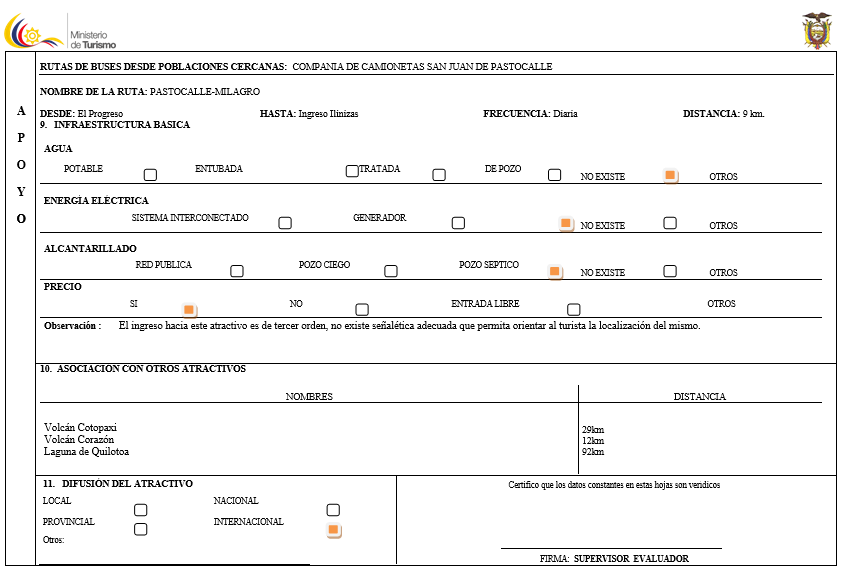 Ministerio
de Turismo
RUTAS DE BUSES DESDE POBLACIONES CERCANAS: COMPANIA DE CAMIONETAS SAN JUAN DE PASTOCALLE
NOMBRE DE LA RUTA: PASTOCALLE-MILAGRO
DESDE: El Progreso HASTA: Ingreso Ilinizas FRECUENCIA: Diaria DISTANCIA: 9 km.
A
P
O
Y
O
9. INFRAESTRUCTURA BASICA
AGUA
POTABLE ENTUBADA TRATADA DE POZO NO EXISTE OTROS
ENERGÍA ELÉCTRICA
SISTEMA INTERCONECTADO GENERADOR NO EXISTE OTROS
ALCANTARILLADO
RED PUBLICA POZO CIEGO POZO SEPTICO NO EXISTE OTROS
PRECIO
SI NO ENTRADA LIBRE OTROS
Observación : El ingreso hacia este atractivo es de tercer orden, no existe señalética adecuada que permita orientar al turista la localización del mismo.
10. ASOCIACION CON OTROS ATRACTIVOS
NOMBRES DISTANCIA
Volcán Cotopaxi 29km
Volcán Corazón 12km
Laguna de Quilotoa 92km
11. DIFUSIÓN DEL ATRACTIVO
LOCAL NACIONAL
PROVINCIAL INTERNACIONAL
Otros:
Certifico que los datos constantes en estas hojas son verídicos
FIRMA: SUPERVISOR EVALUADOR